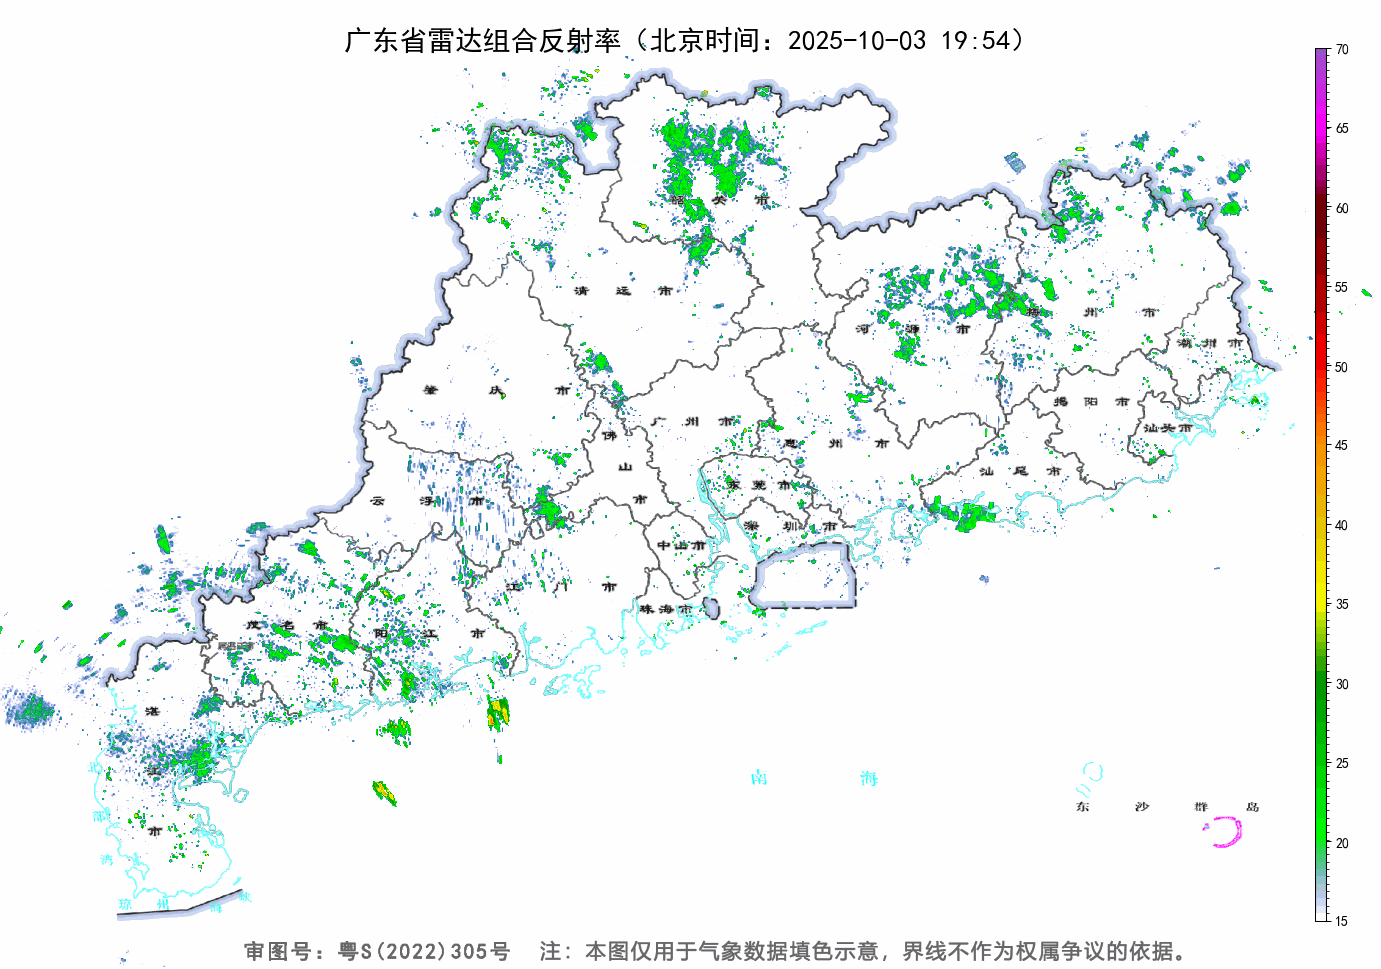 广东省雷达组合反射率（北京时间：2025-10-03 19:54）
70
65
60
55
50
45
40
35
30
25
20
15
韶 关 市
清 远 市
河 源 市
梅 州 市
潮 州 市
肇 庆 市
广 州 市
佛 山 市
惠 州 市
揭 阳 市
汕头市
汕 尾 市
云 浮 市
东 莞 市
深 圳 市
中山市
江 门 市
珠海市
茂 名 市
阳 江 市
湛 江 市
南 海
东 沙 群 岛
北 部 湾
琼 州 海 峡
审图号：粤S(2022)305号 注：本图仅用于气象数据填色示意，界线不作为权属争议的依据。